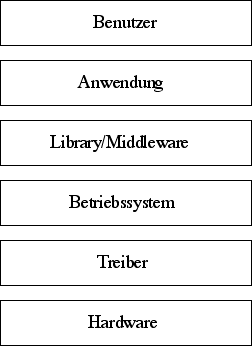 Benutzer
Anwendung
Library/Middleware
Betriebssystem
Treiber
Hardware